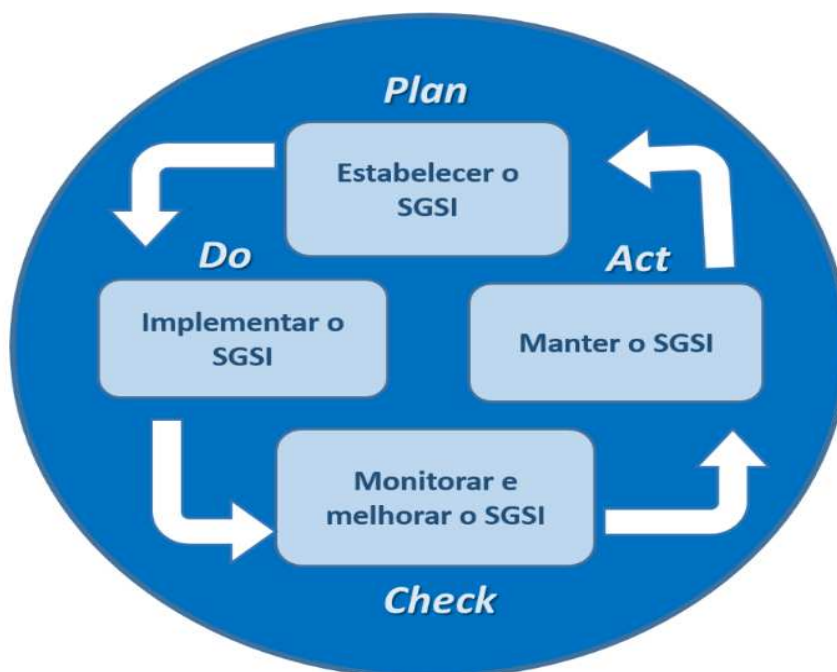 Plan
Estabelecer o
SGSI
Do
Act
Implementar o
SGSI
Manter o SGSI
Monitorar e
melhorar o SGSI
Check